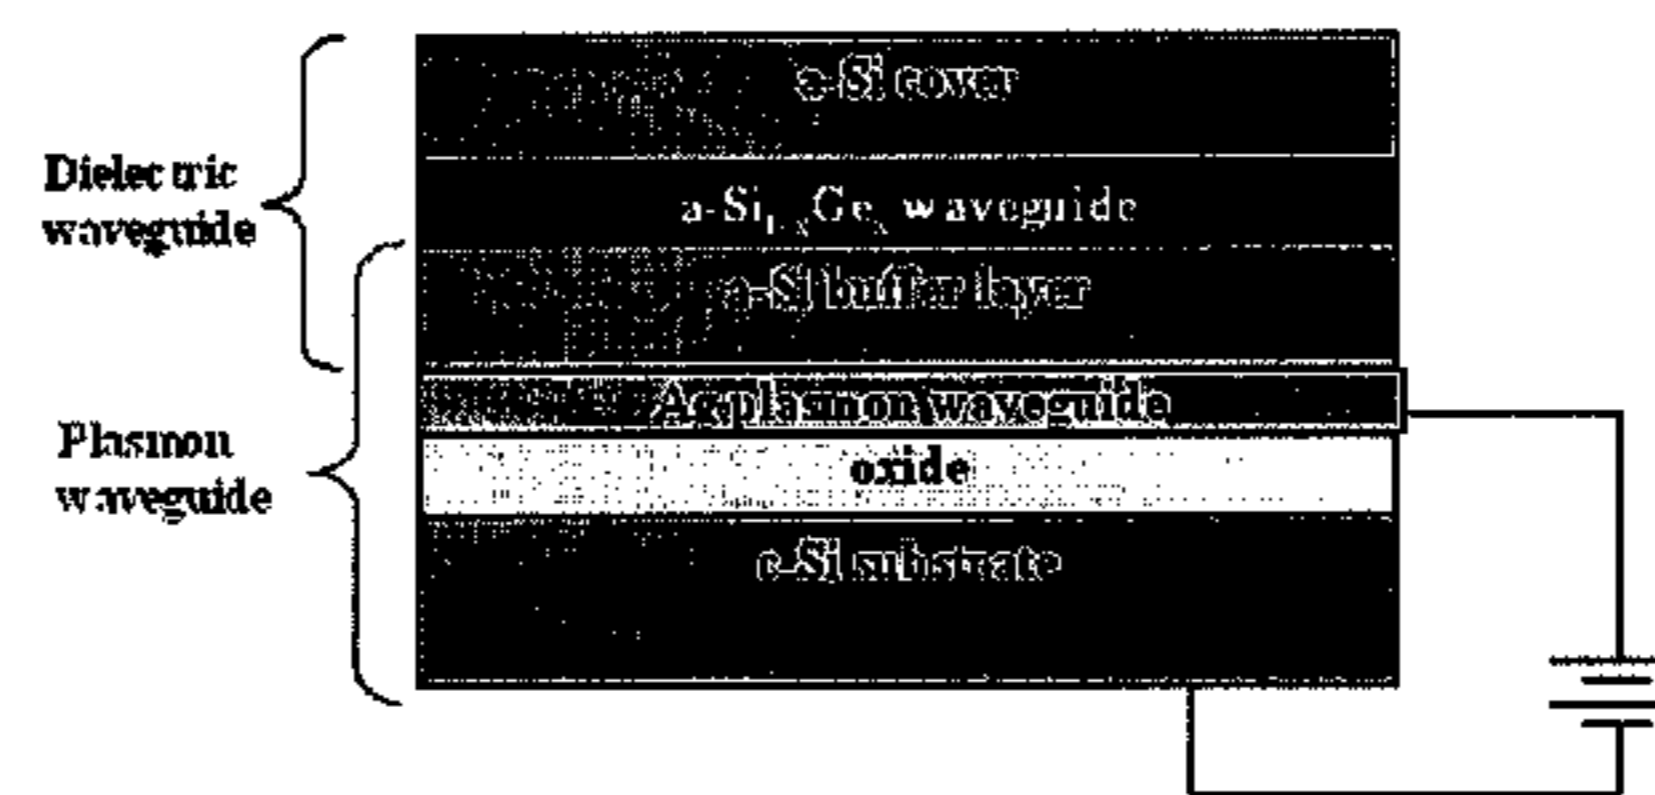 a-Si cover
Dielectric
waveguide
a-Si₁₋ₓGeₓ waveguide
a-Si buffer layer
Ag plasmon waveguide
Plasmon
waveguide
oxide
c-Si substrate